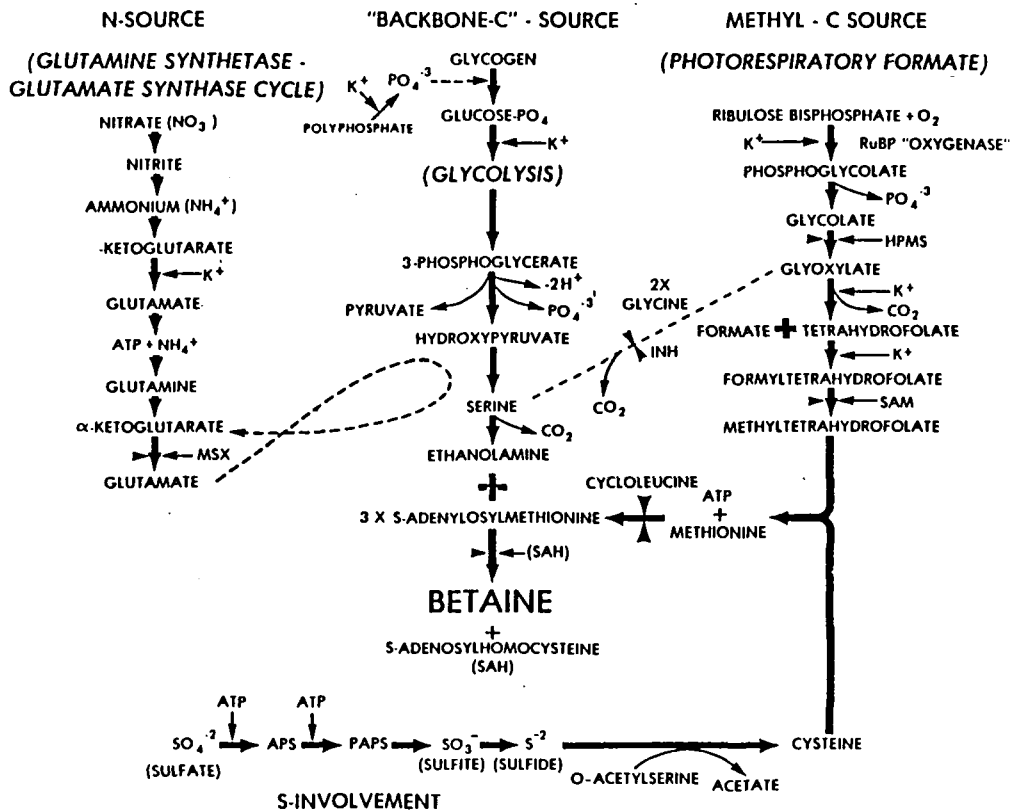 N-SOURCE
(GLUTAMINE SYNTHETASE -
GLUTAMATE SYNTHASE CYCLE)
NITRATE (NO3)
NITRITE
AMMONIUM (NH4+)
-KETOGLUTARATE
K+
GLUTAMATE
ATP + NH4+
GLUTAMINE
α-KETOGLUTARATE
MSX
GLUTAMATE
"BACKBONE-C" - SOURCE
GLYCOGEN
K+ PO4-3
POLYPHOSPHATE
GLUCOSE-PO4
K+
(GLYCOLYSIS)
3-PHOSPHOGLYCERATE
-2H+
PYRUVATE
PO4-3
HYDROXYPYRUVATE
SERINE
CO2
ETHANOLAMINE
+
3 X S-ADENYLOSYLMETHIONINE
(SAH)
BETAINE
+
S-ADENOSYLHOMOCYSTEINE
(SAH)
2X
GLYCINE
INH
CO2
CYCLOLEUCINE
ATP
+
METHIONINE
METHYL - C SOURCE
(PHOTORESPIRATORY FORMATE)
RIBULOSE BISPHOSPHATE + O2
K+ RuBP "OXYGENASE"
PHOSPHOGLYCOLATE
PO4-3
GLYCOLATE
HPMS
GLYOXYLATE
K+
CO2
FORMATE + TETRAHYDROFOLATE
K+
FORMYLTETRAHYDROFOLATE
SAM
METHYLTETRAHYDROFOLATE
ATP ATP
SO4-2 APS PAPS SO3- S-2 CYSTEINE
(SULFATE) (SULFITE) (SULFIDE)
O-ACETYLSERINE ACETATE
S-INVOLVEMENT